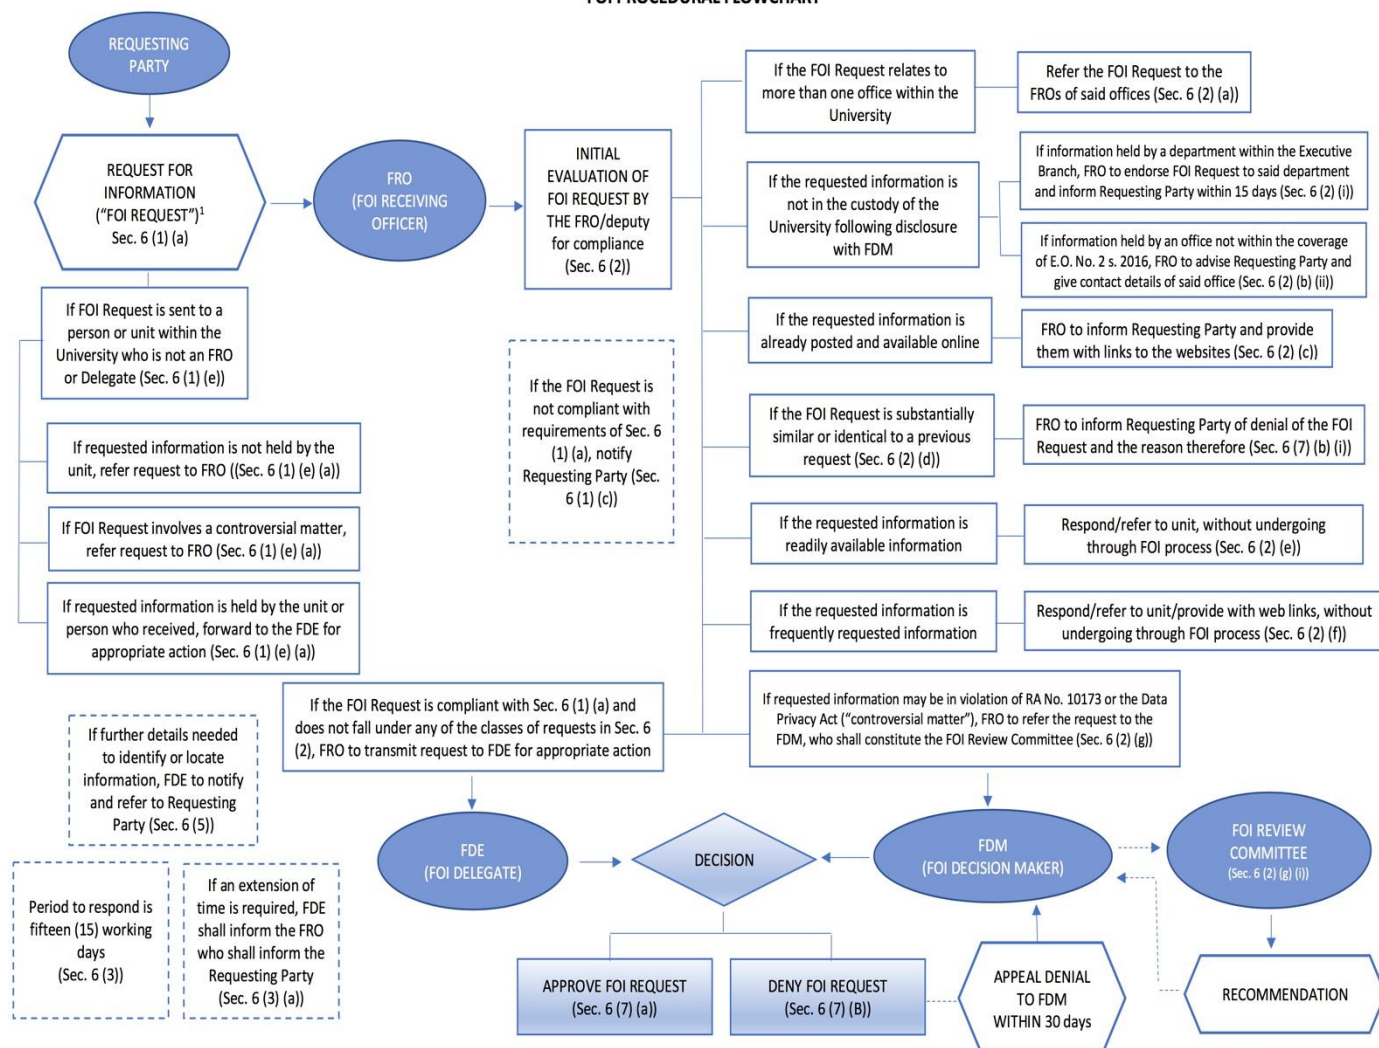 FOI PROCEDURAL FLOWCHART
REQUESTING
PARTY
REQUEST FOR
INFORMATION
(“FOI REQUEST”)1
Sec. 6 (1) (a)
FRO
(FOI RECEIVING
OFFICER)
INITIAL
EVALUATION OF
FOI REQUEST BY
THE FRO/deputy
for compliance
(Sec. 6 (2))
If the FOI Request relates to
more than one office within the
University
Refer the FOI Request to the
FROs of said offices (Sec. 6 (2) (a))
If the requested information is
not in the custody of the
University following disclosure
with FDM
If information held by a department within the Executive
Branch, FRO to endorse FOI Request to said department
and inform Requesting Party within 15 days (Sec. 6 (2) (i))
If information held by an office not within the coverage
of E.O. No. 2 s. 2016, FRO to advise Requesting Party and
give contact details of said office (Sec. 6 (2) (b) (ii))
If the requested information is
already posted and available online
FRO to inform Requesting Party and provide
them with links to the websites (Sec. 6 (2) (c))
If the FOI Request is substantially
similar or identical to a previous
request (Sec. 6 (2) (d))
FRO to inform Requesting Party of denial of the FOI
Request and the reason therefore (Sec. 6 (7) (b) (i))
If the requested information is
readily available information
Respond/refer to unit, without undergoing
through FOI process (Sec. 6 (2) (e))
If the requested information is
frequently requested information
Respond/refer to unit/provide with web links, without
undergoing through FOI process (Sec. 6 (2) (f))
If FOI Request is sent to a
person or unit within the
University who is not an FRO
or Delegate (Sec. 6 (1) (e))
If requested information is not held by the
unit, refer request to FRO ((Sec. 6 (1) (e) (a))
If FOI Request involves a controversial matter,
refer request to FRO (Sec. 6 (1) (e) (a))
If requested information is held by the unit or
person who received, forward to the FDE for
appropriate action (Sec. 6 (1) (e) (a))
If the FOI Request is
not compliant with
requirements of Sec. 6
(1) (a), notify
Requesting Party (Sec.
6 (1) (c))
If the FOI Request is compliant with Sec. 6 (1) (a) and
does not fall under any of the classes of requests in Sec. 6
(2), FRO to transmit request to FDE for appropriate action
If requested information may be in violation of RA No. 10173 or the Data
Privacy Act (“controversial matter”), FRO to refer the request to the
FDM, who shall constitute the FOI Review Committee (Sec. 6 (2) (g))
If further details needed
to identify or locate
information, FDE to notify
and refer to Requesting
Party (Sec. 6 (5))
Period to respond is
fifteen (15) working
days
(Sec. 6 (3))
If an extension of
time is required, FDE
shall inform the FRO
who shall inform the
Requesting Party
(Sec. 6 (3) (a))
FDE
(FOI DELEGATE)
DECISION
FDM
(FOI DECISION MAKER)
FOI REVIEW
COMMITTEE
(Sec. 6 (2) (g) (i))
APPROVE FOI REQUEST
(Sec. 6 (7) (a))
DENY FOI REQUEST
(Sec. 6 (7) (B))
APPEAL DENIAL
TO FDM
WITHIN 30 days
RECOMMENDATION